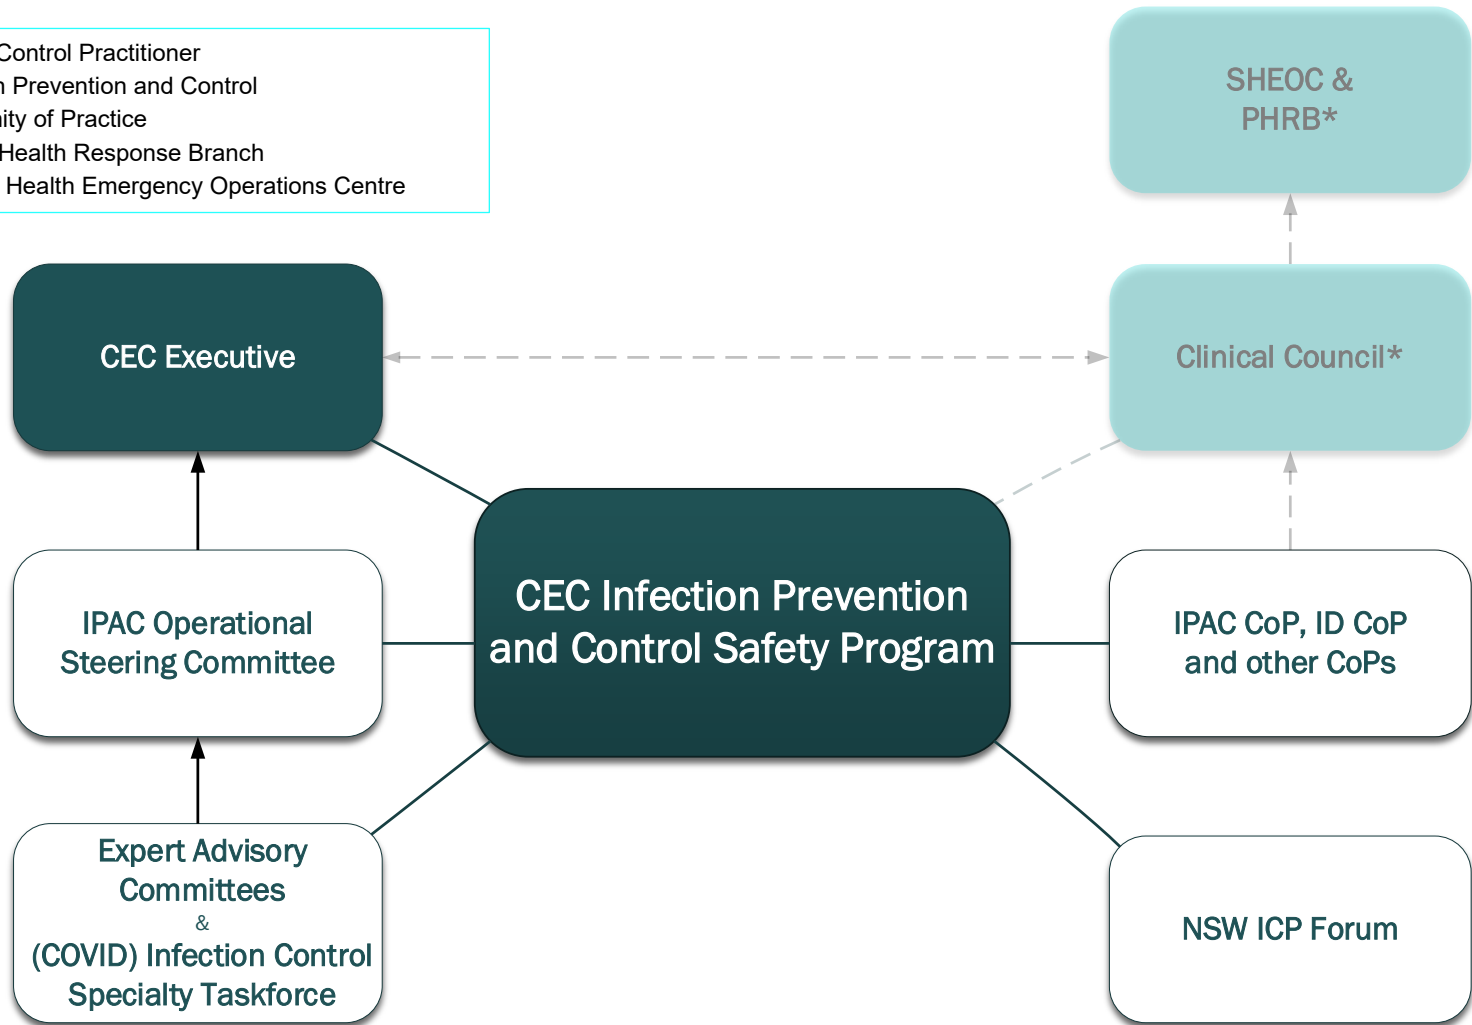 Control Practitioner
Prevention and Control
of Practice
Health Response Branch
Health Emergency Operations Centre
SHEOC &
PHRB*
CEC Executive
Clinical Council*
CEC Infection Prevention
and Control Safety Program
IPAC Operational
Steering Committee
IPAC CoP, ID CoP
and other CoPs
Expert Advisory
Committees
&
(COVID) Infection Control
Specialty Taskforce
NSW ICP Forum